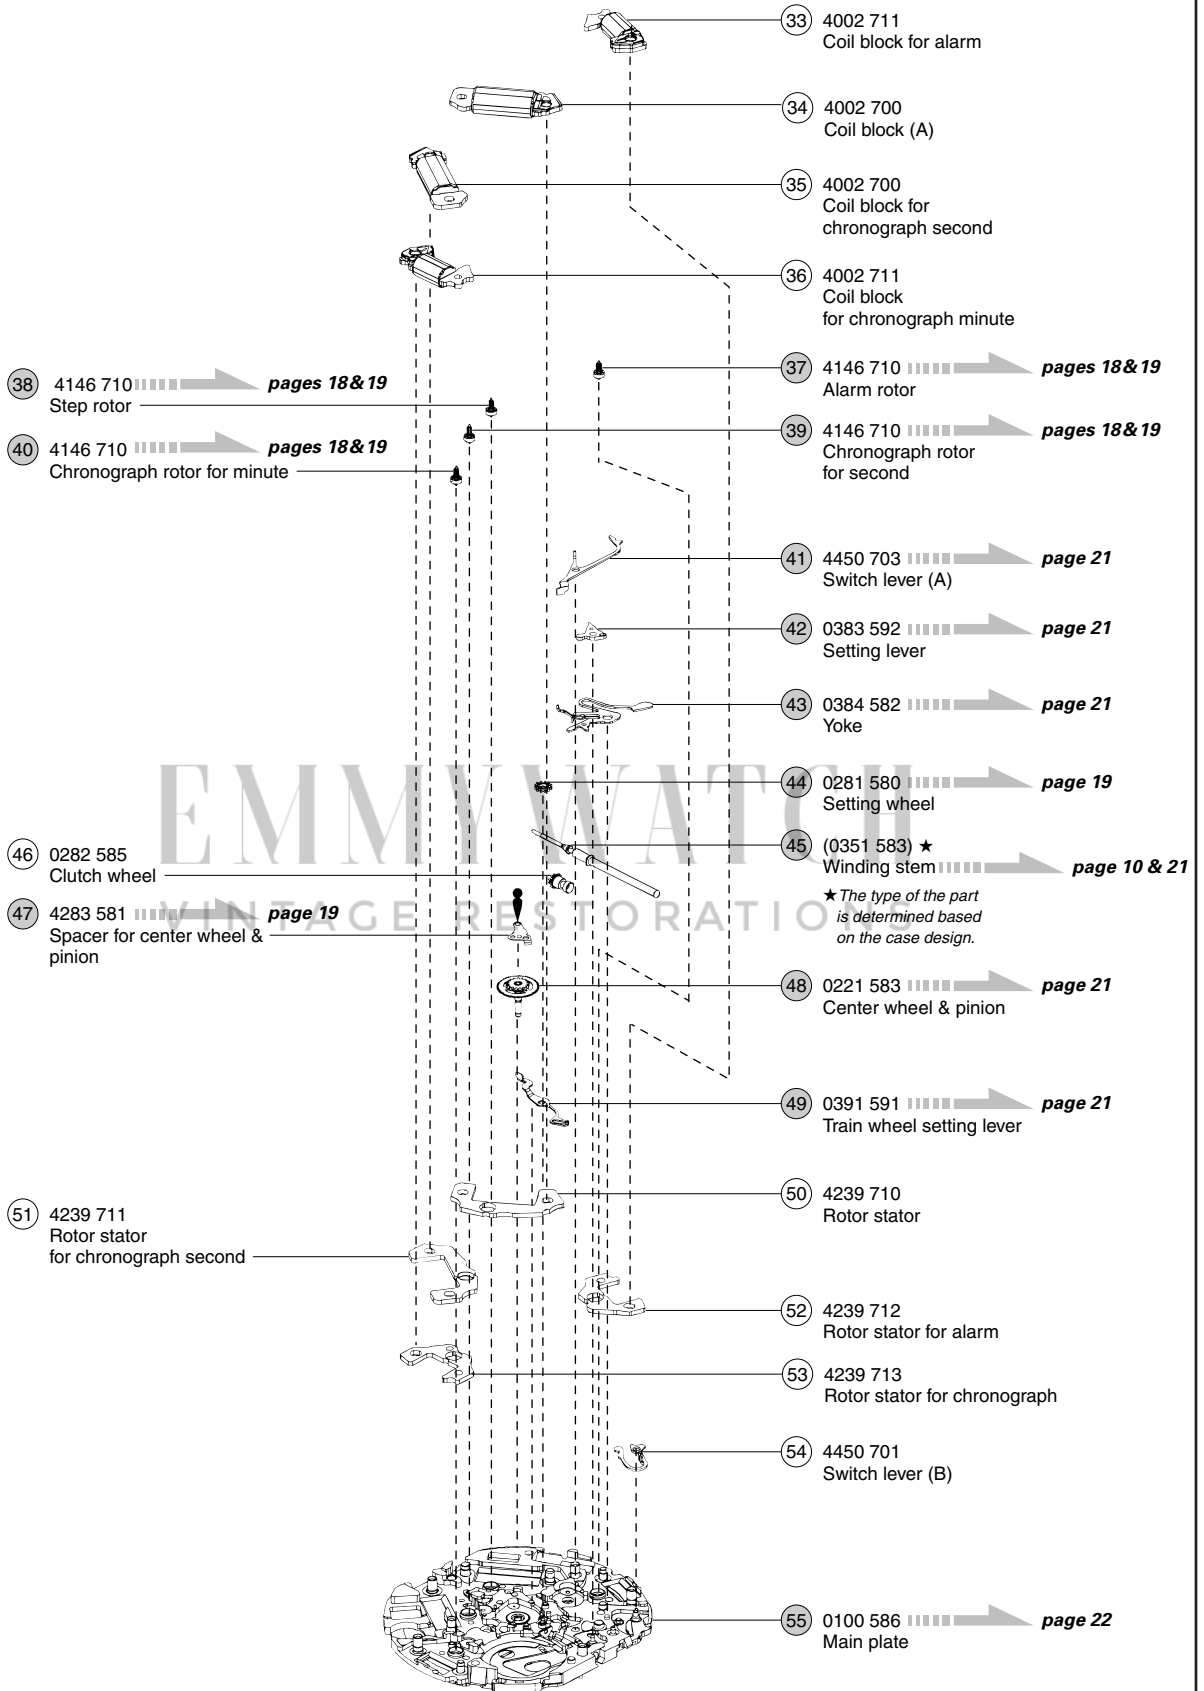 33 4002 711
Coil block for alarm
34 4002 700
Coil block (A)
35 4002 700
Coil block for
chronograph second
36 4002 711
Coil block
for chronograph minute
38 4146 710 pages 18&19
Step rotor
37 4146 710 pages 18&19
Alarm rotor
40 4146 710 pages 18&19
Chronograph rotor for minute
39 4146 710 pages 18&19
Chronograph rotor
for second
41 4450 703 page 21
Switch lever (A)
42 0383 592 page 21
Setting lever
43 0384 582 page 21
Yoke
EMMYWATCH
VINTAGE RESTORATIONS
44 0281 580 page 19
Setting wheel
46 0282 585
Clutch wheel
45 (0351 583) ★
Winding stem page 10 & 21
★The type of the part
is determined based
on the case design.
47 4283 581 page 19
Spacer for center wheel &
pinion
48 0221 583 page 21
Center wheel & pinion
49 0391 591 page 21
Train wheel setting lever
50 4239 710
Rotor stator
51 4239 711
Rotor stator
for chronograph second
52 4239 712
Rotor stator for alarm
53 4239 713
Rotor stator for chronograph
54 4450 701
Switch lever (B)
55 0100 586 page 22
Main plate